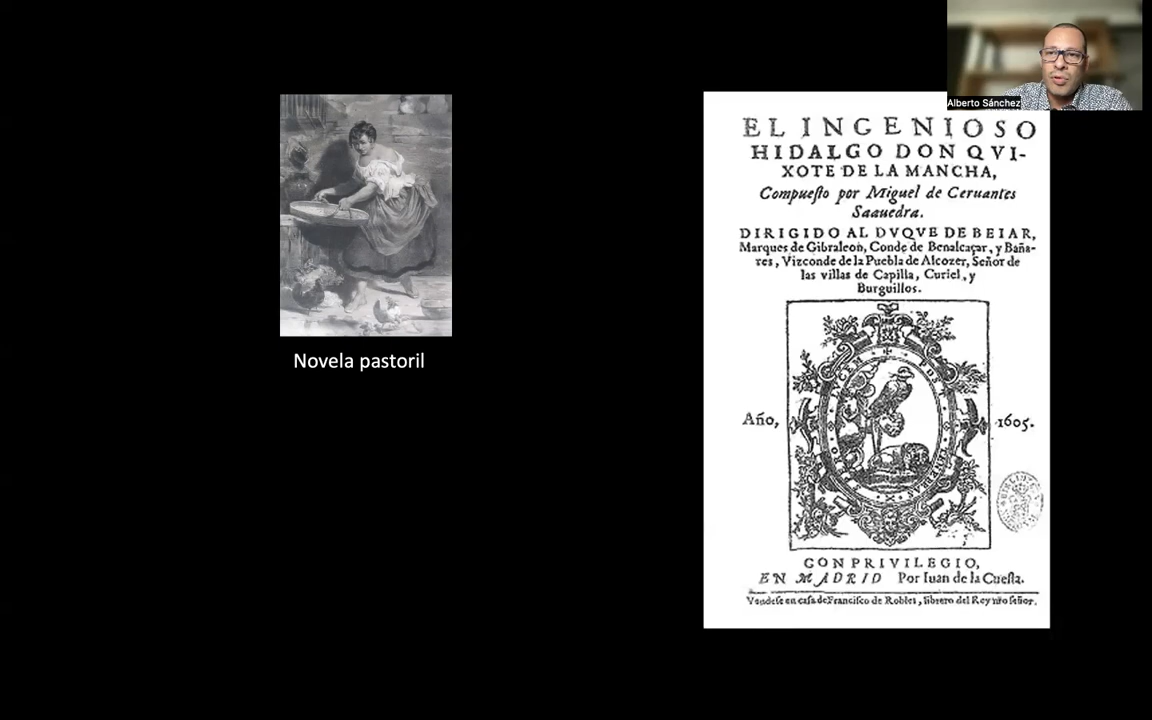 Alberto Sánchez
Novela pastoril
EL INGENIOSO
HIDALGO DON QVI-
XOTE DE LA MANCHA,
Compueſto por Miguel de Ceruantes
Saauedra.
DIRIGIDO AL DVQVE DE BEIAR,
Marques de Gibraleon, Conde de Benalcaçar, y Baña-
res, Vizconde de la Puebla de Alcozer, Señor de
las villas de Capilla, Curiel, y
Burguillos.
POS
Año,
1605.
CON PRIVILEGIO,
EN MADRID Por Iuan de la Cueſta.
Vendeſe en caſa de Franciſco de Robles, librero del Rey nro ſeñor.